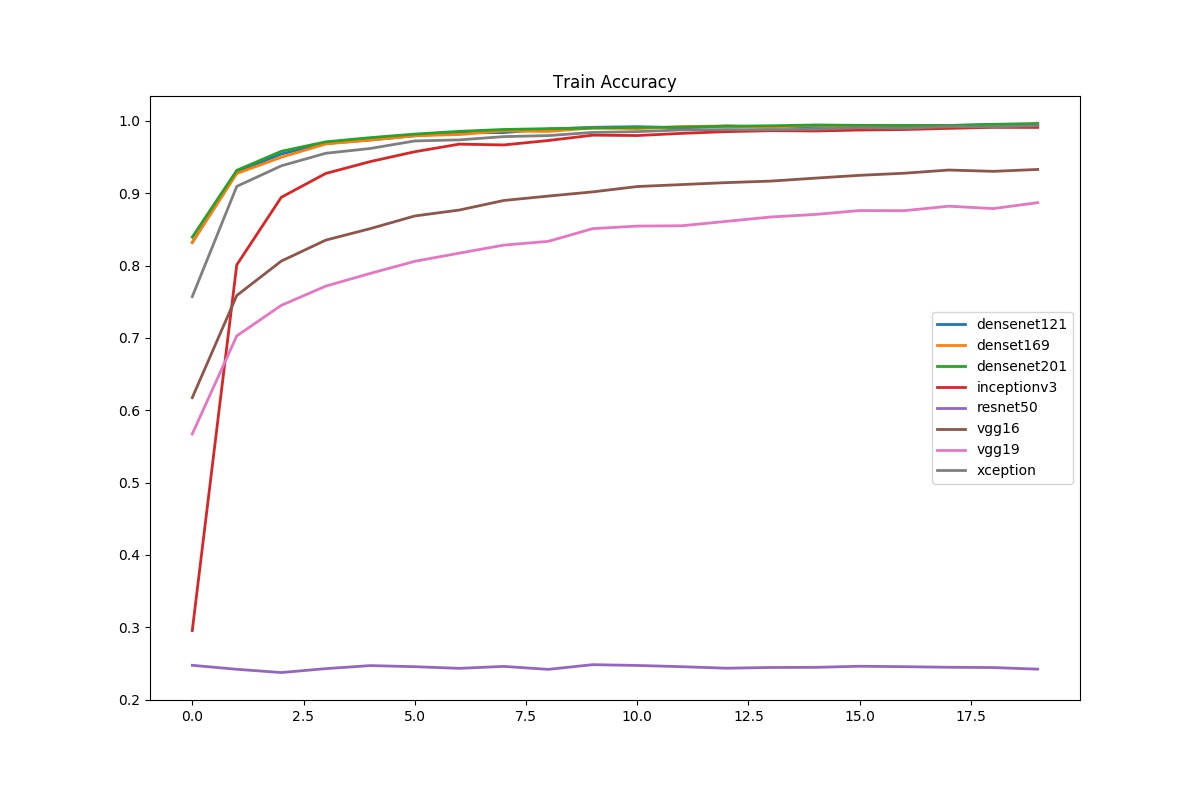 Train Accuracy
1.0
0.9
0.8
0.7
0.6
0.5
0.4
0.3
0.2
densenet121
denset169
densenet201
inceptionv3
resnet50
vgg16
vgg19
xception
0.0 2.5 5.0 7.5 10.0 12.5 15.0 17.5